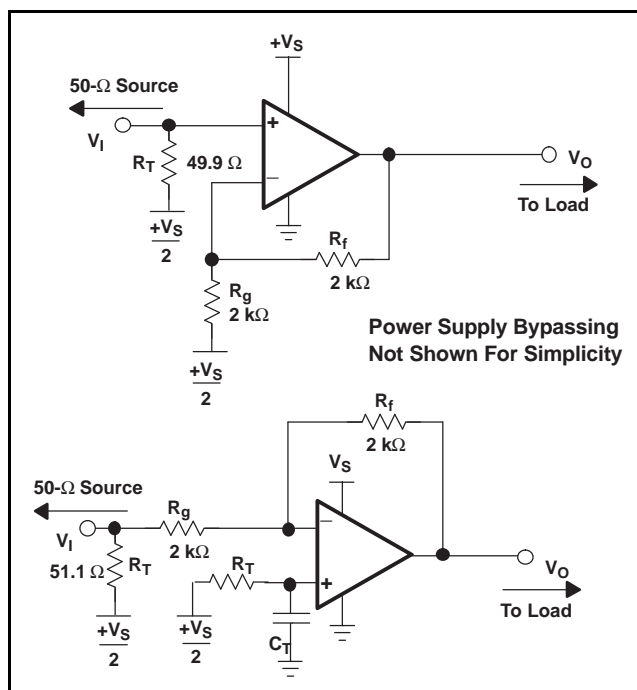 +VS
50-Ω Source
VI
+
RT
49.9 Ω
−
VO
+VS
2
To Load
Rf
2 kΩ
Rg
2 kΩ
Power Supply Bypassing
Not Shown For Simplicity
+VS
2
Rf
2 kΩ
VS
50-Ω Source
Rg
VI
2 kΩ
−
51.1 Ω
RT
RT
+
VO
+VS
2
+VS
2
CT
To Load